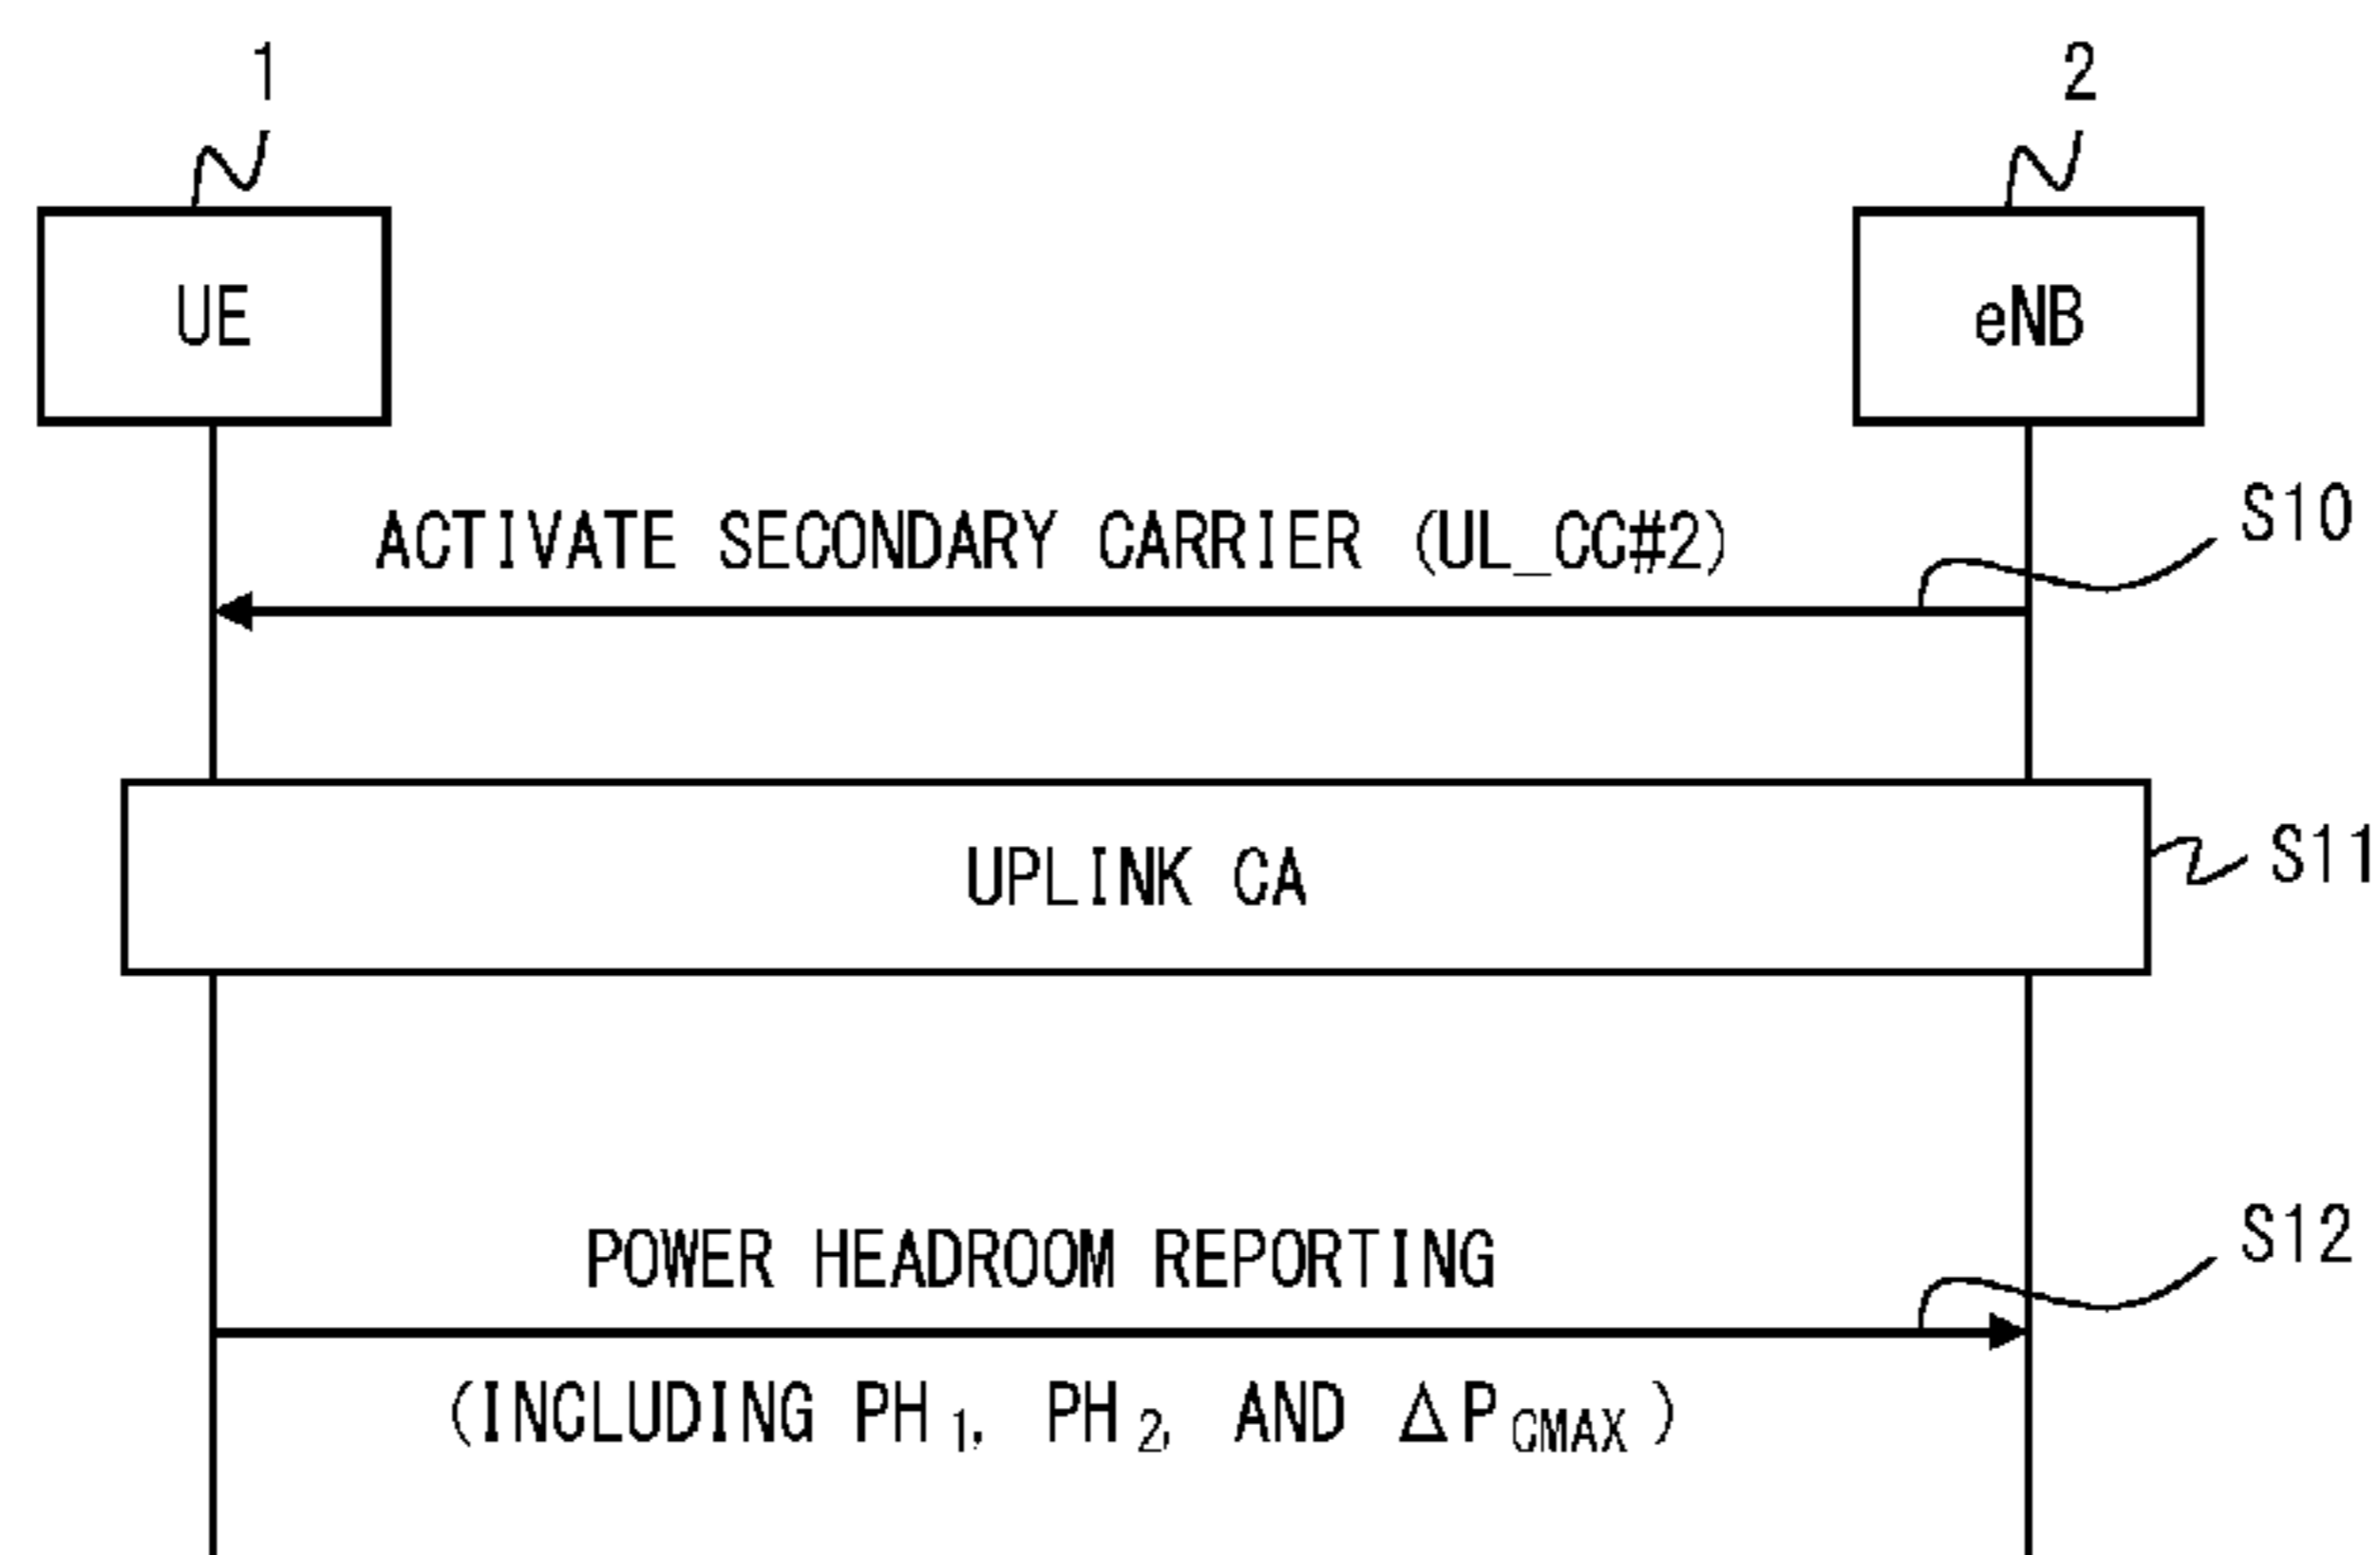 1
2
UE
eNB
ACTIVATE SECONDARY CARRIER (UL_CC#2)
S10
UPLINK CA
S11
POWER HEADROOM REPORTING
S12
(INCLUDING PH₁, PH₂, AND ΔP_CMAX)